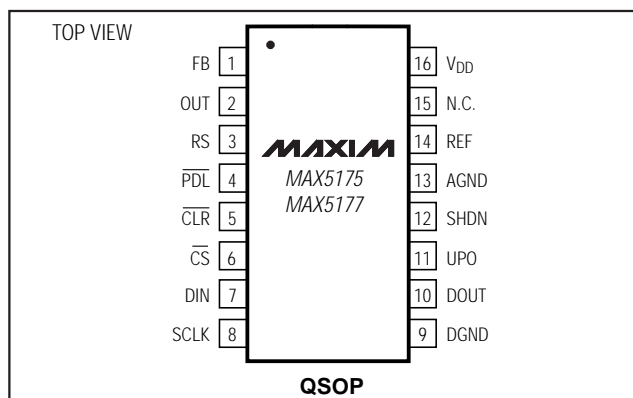 TOP VIEW
FB 1
OUT 2
RS 3
PDL 4
CLR 5
CS 6
DIN 7
SCLK 8
MAXIM
MAX5175
MAX5177
16 VDD
15 N.C.
14 REF
13 AGND
12 SHDN
11 UPO
10 DOUT
9 DGND
QSOP